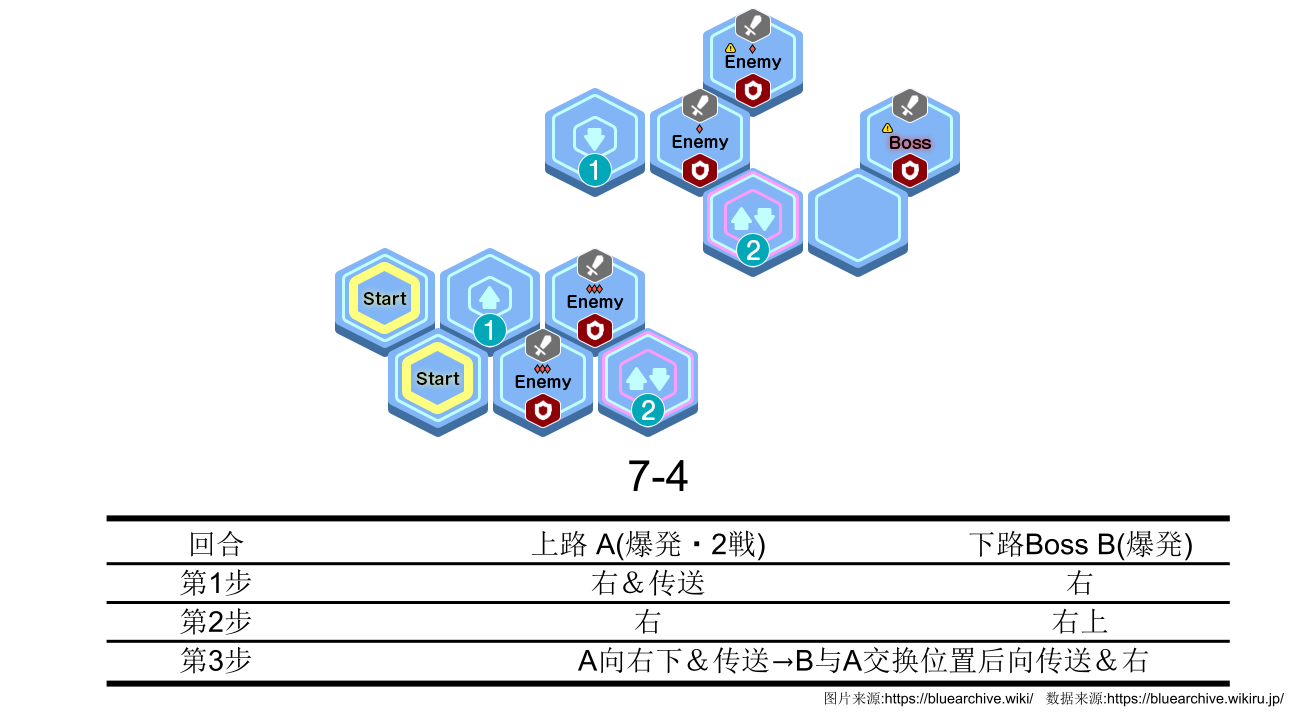 Enemy
1
Enemy
Boss
2
Start
1
Enemy
Start
Enemy
2
7-4
回合 上路 A(爆発・2戦) 下路Boss B(爆発)
第1步 右＆传送 右
第2步 右 右上
第3步 A向右下＆传送→B与A交换位置后向传送＆右
图片来源:https://bluearchive.wiki/ 数据来源:https://bluearchive.wikiru.jp/